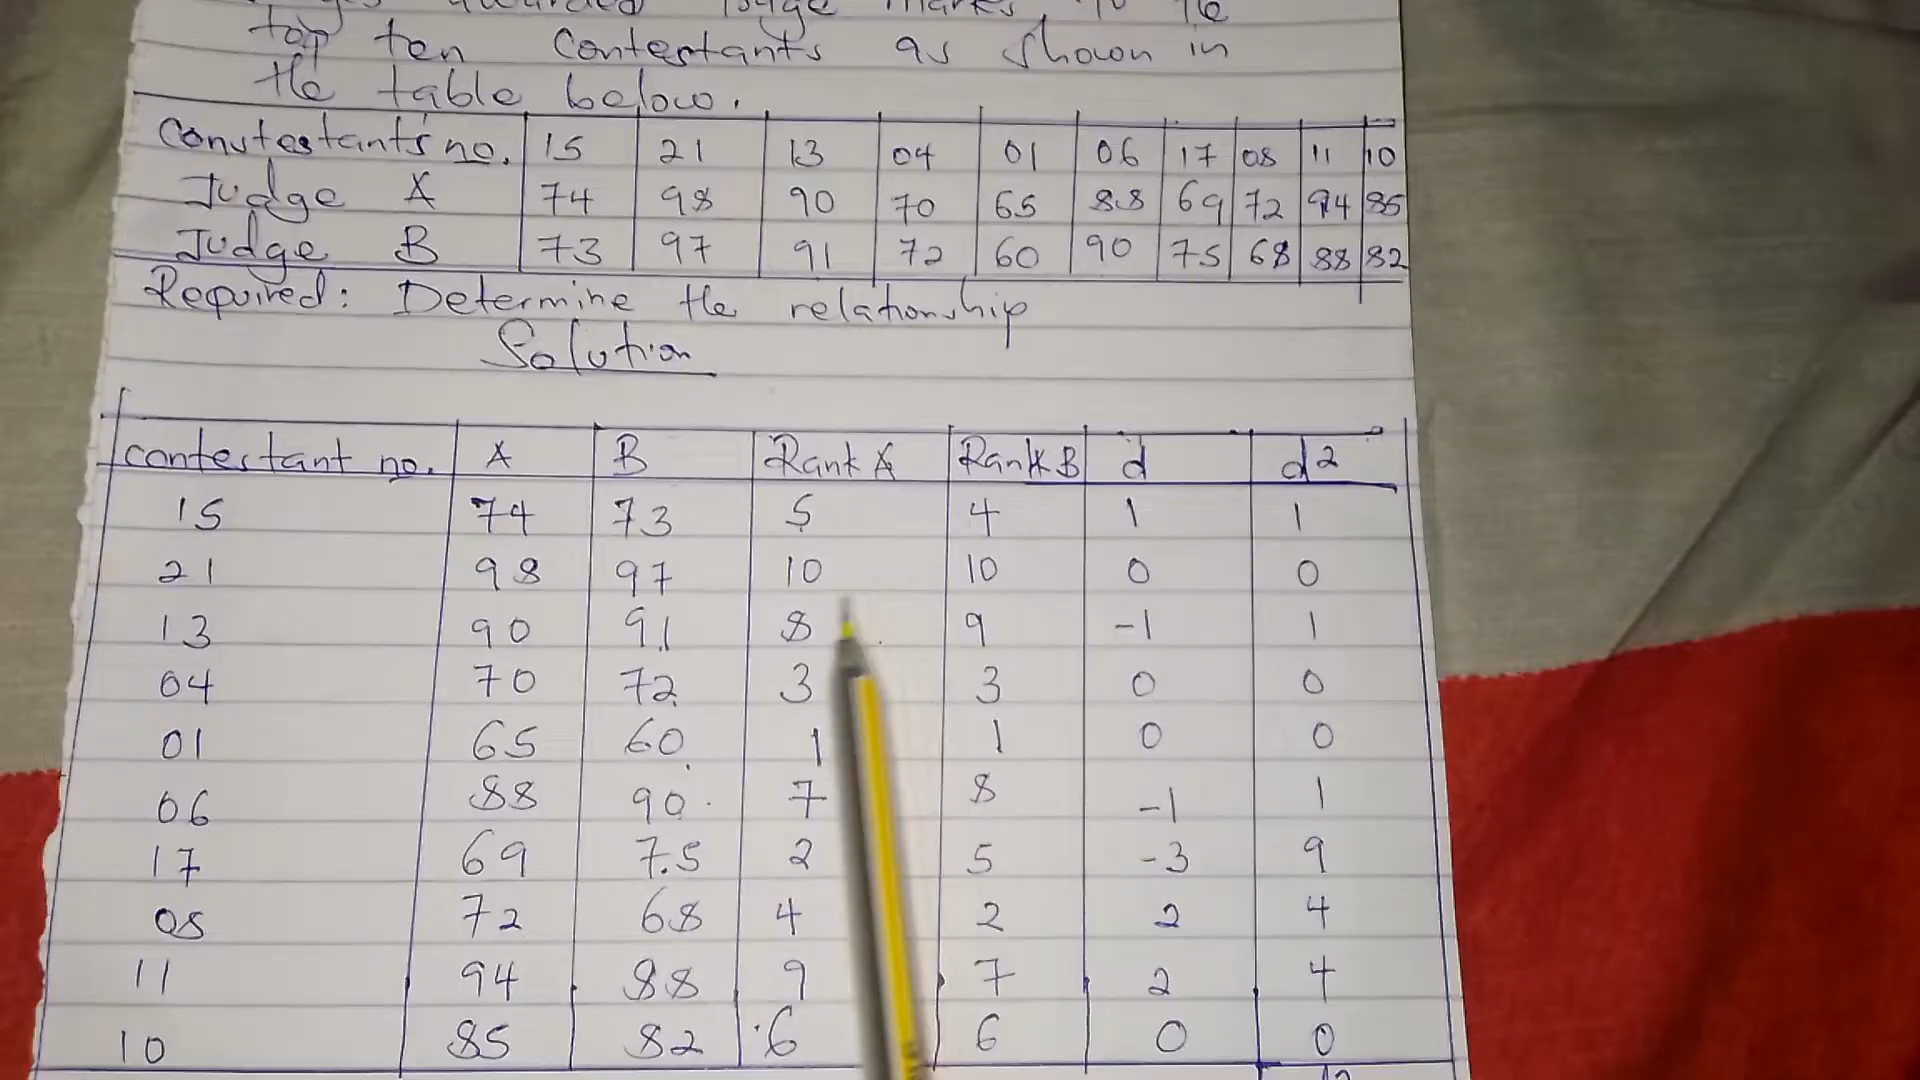 awarded Judge marks to the
top ten Contestants as shown in
the table below.
Contestants no. 15 21 13 04 01 06 17 08 11 10
Judge A 74 98 90 70 65 88 69 72 94 85
Judge B 73 97 91 72 60 90 75 68 88 82
Required: Determine the relationship
Solution
contestant no. A B Rank A Rank B d d2
15 74 73 5 4 1 1
21 98 97 10 10 0 0
13 90 91 8 9 -1 1
04 70 72 3 3 0 0
01 65 60 1 1 0 0
06 88 90 7 8 -1 1
17 69 75 2 5 -3 9
08 72 68 4 2 2 4
11 94 88 9 7 2 4
10 85 82 6 6 0 0